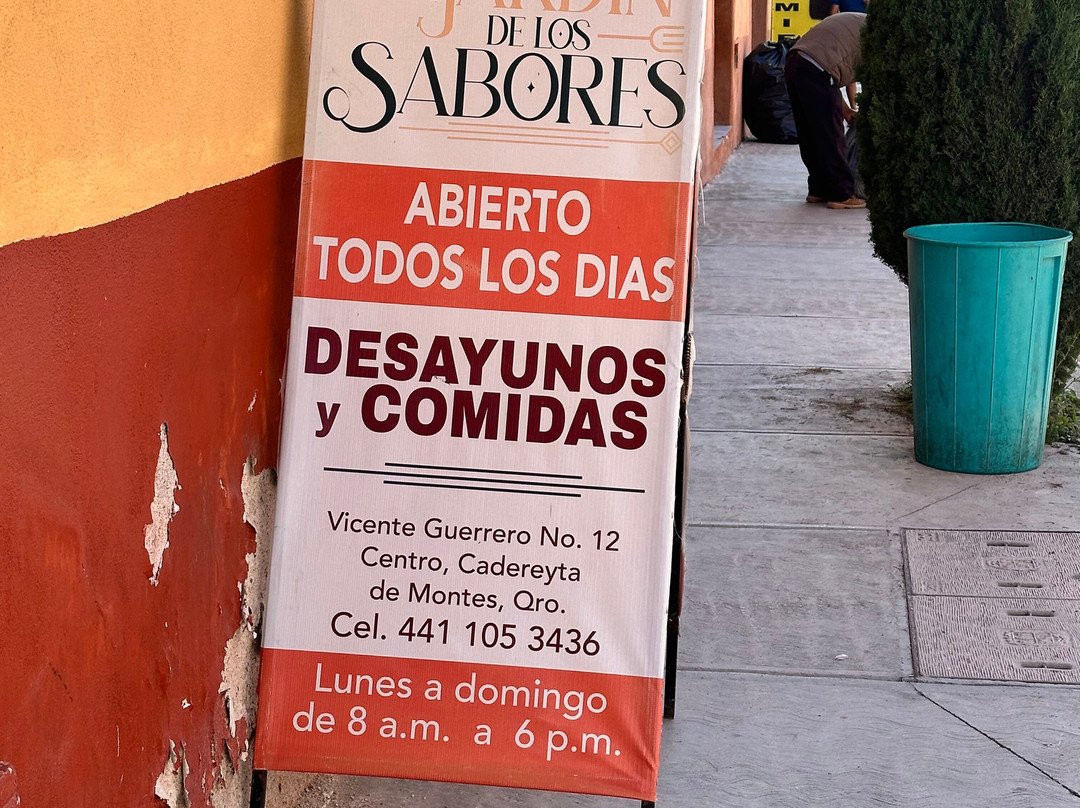 JARDÍN
DE LOS
SABORES
ABIERTO
TODOS LOS DIAS
DESAYUNOS
y COMIDAS
Vicente Guerrero No. 12
Centro, Cadereyta
de Montes, Qro.
Cel. 441 105 3436
Lunes a domingo
de 8 a.m. a 6 p.m.